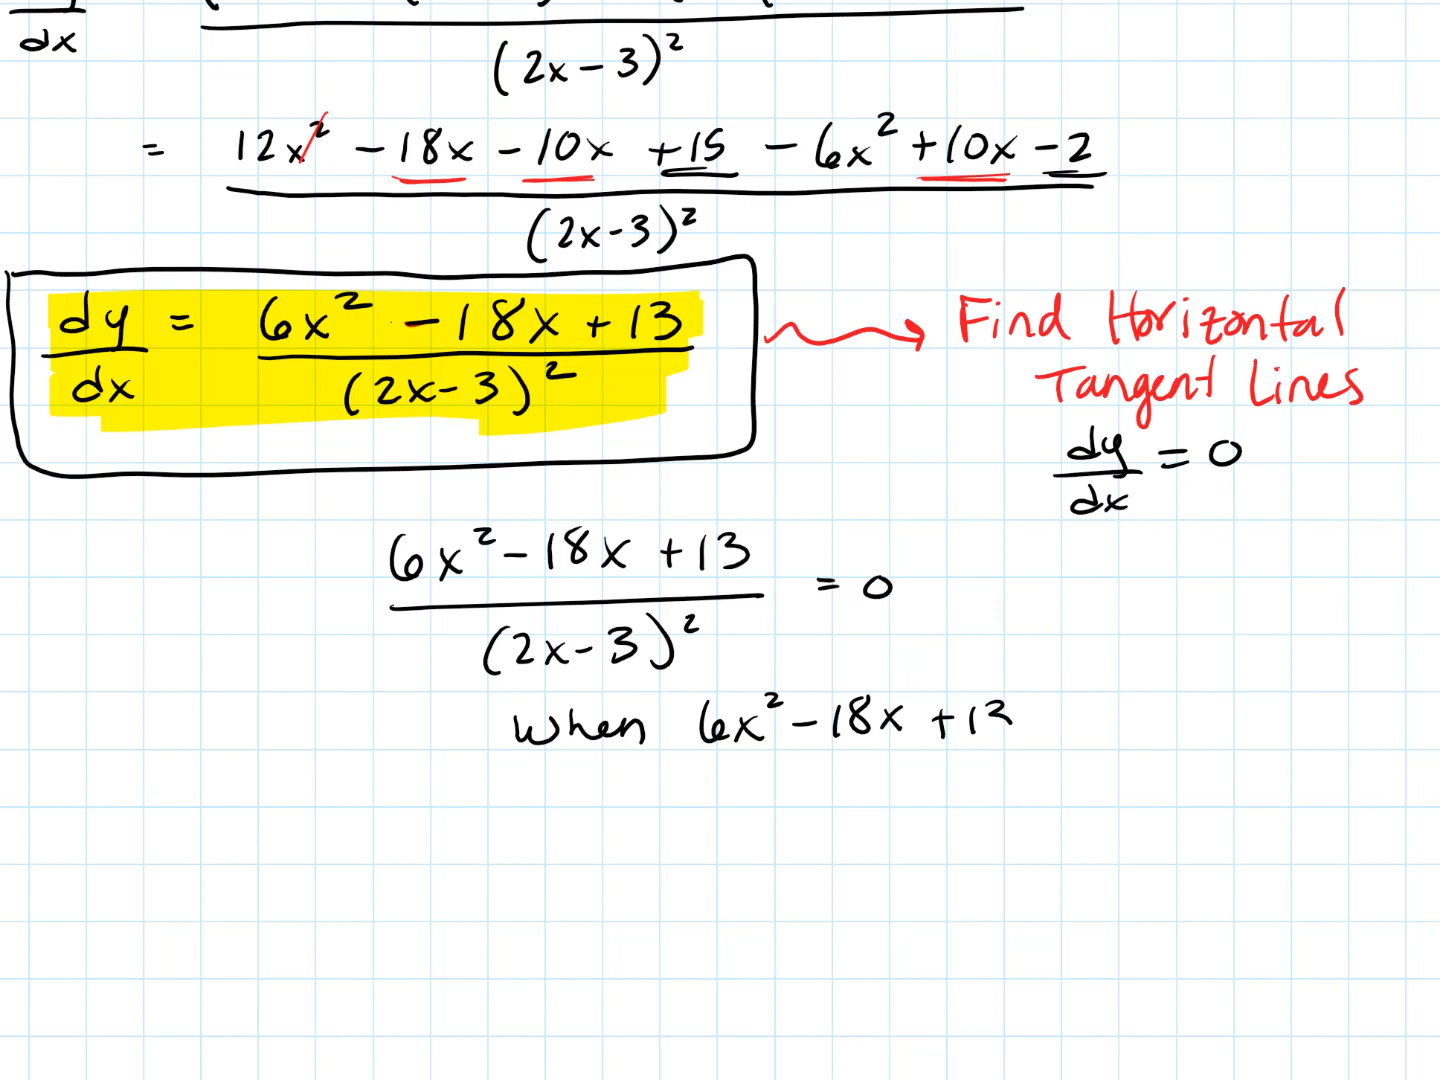 dx
(2x-3)²
= 12x² -18x -10x +15 - 6x² +10x -2
(2x-3)²
dy = 6x² -18x +13
dx (2x-3)²
Find Horizontal
Tangent Lines
dy = 0
dx
6x² -18x +13 = 0
(2x-3)²
when 6x² -18x +13